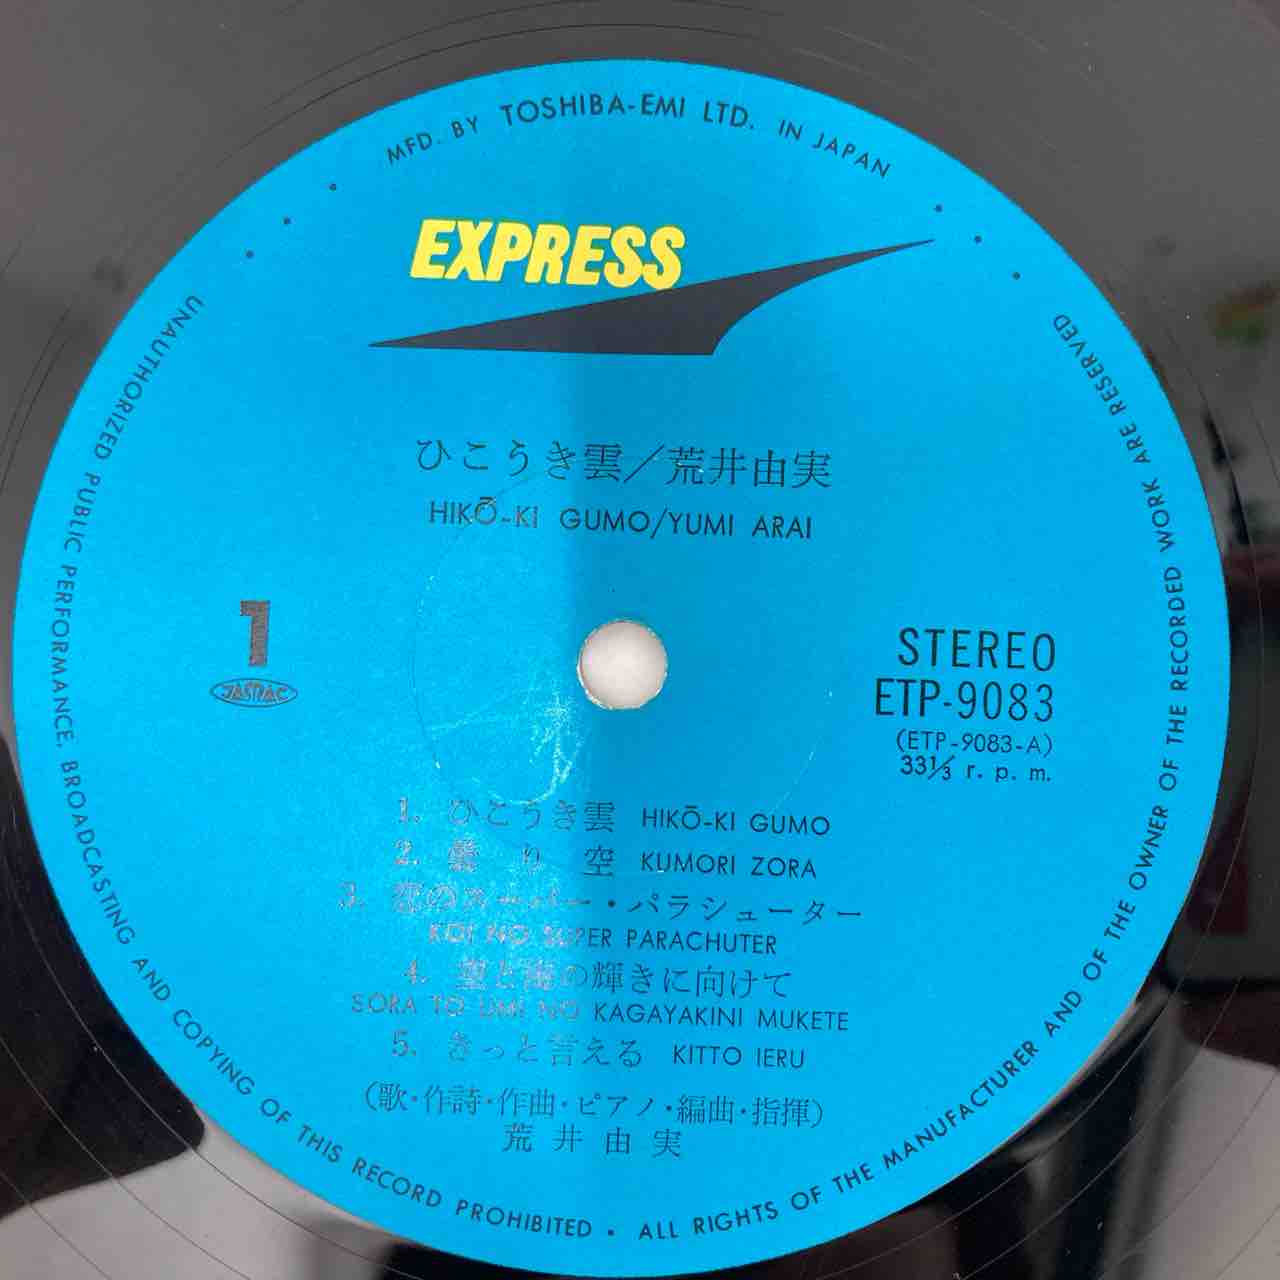 MFD. BY TOSHIBA-EMI LTD. IN JAPAN
EXPRESS
ひこうき雲／荒井由実
HIKŌ-KI GUMO/YUMI ARAI
1
JASRAC
STEREO
ETP-9083
(ETP-9083-A)
33⅓ r. p. m.
1. ひこうき雲 HIKŌ-KI GUMO
2. 曇り空 KUMORI ZORA
3. 恋のスーパー・パラシューター
KOI NO SUPER PARACHUTER
4. 空と海の輝きに向けて
SORA TO UMI NO KAGAYAKINI MUKETE
5. きっと言える KITTO IERU
(歌・作詩・作曲・ピアノ・編曲・指揮)
荒井由実
UNAUTHORIZED PUBLIC PERFORMANCE, BROADCASTING AND COPYING OF THIS RECORD PROHIBITED • ALL RIGHTS OF THE MANUFACTURER AND OF THE OWNER OF THE RECORDED WORK ARE RESERVED